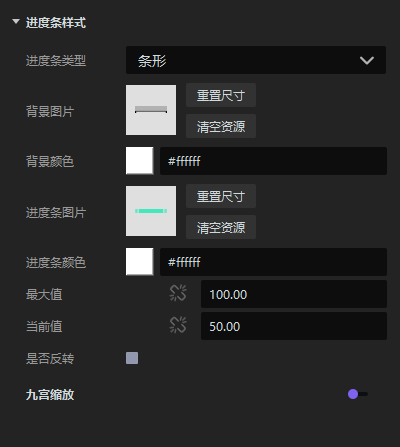 进度条样式
进度条类型 条形
背景图片 重置尺寸
清空资源
背景颜色 #ffffff
进度条图片 重置尺寸
清空资源
进度条颜色 #ffffff
最大值 100.00
当前值 50.00
是否反转
九宫缩放